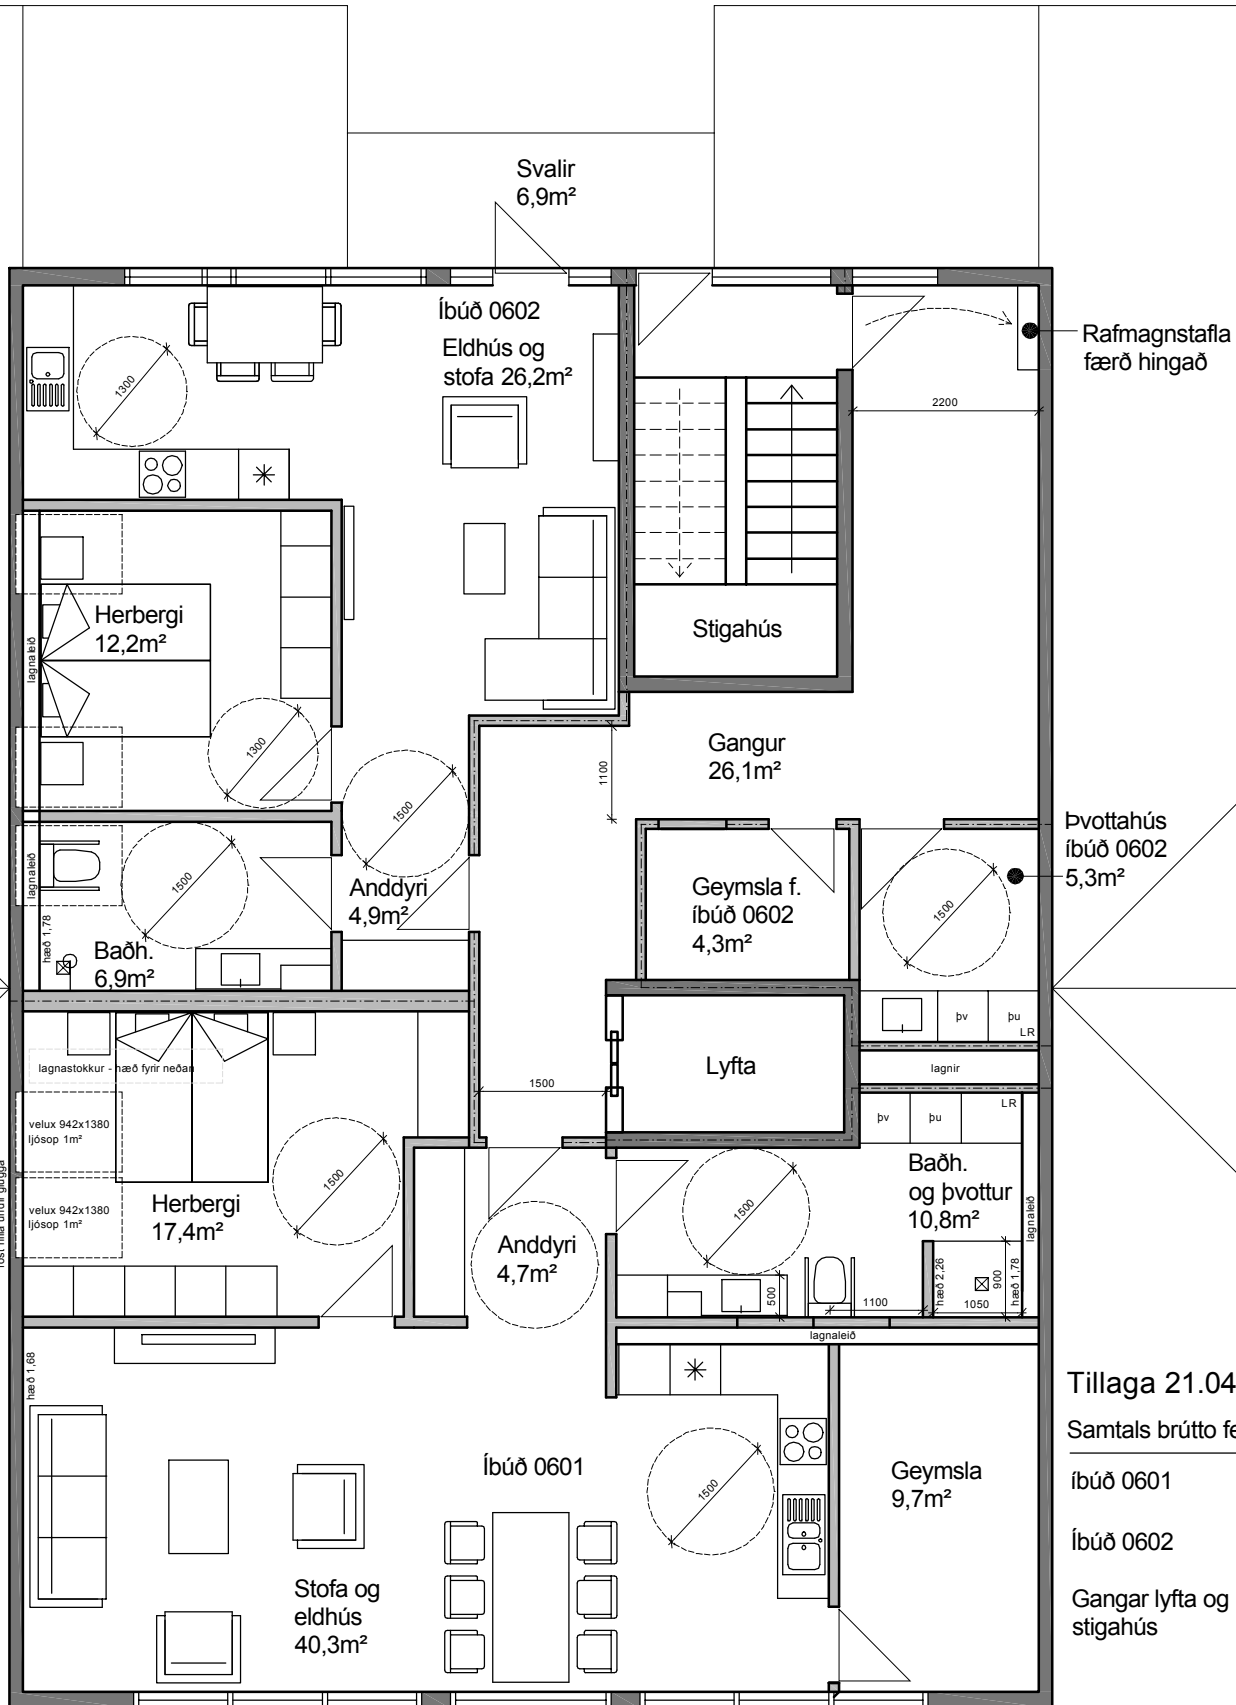 Svalir
6,9m²
Íbúð 0602
Eldhús og
stofa 26,2m²
Rafmagnstafla
færð hingað
1300
2200
Herbergi
12,2m²
lagnaleið
Stigahús
1300
1500
1100
Gangur
26,1m²
Þvottahús
íbúð 0602
5,3m²
lagnaleið
1500
Anddyri
4,9m²
Geymsla f.
íbúð 0602
4,3m²
1500
hæð 1,78
Baðh.
6,9m²
þv
þu
LR
lagnastokkur - hæð fyrir neðan
1500
Lyfta
lagnir
velux 942x1380
ljósop 1m²
LR
þv
þu
velux 942x1380
ljósop 1m²
Herbergi
17,4m²
1500
1500
Baðh.
og þvottur
10,8m²
lagnaleið
Anddyri
4,7m²
500
1100
hæð 2,26
900
1050
hæð 1,78
lagnaleið
hæð 1,68
Tillaga 21.04
Samtals brútto
Íbúð 0601
1500
Geymsla
9,7m²
íbúð 0601
Íbúð 0602
Stofa og
eldhús
40,3m²
Gangar lyfta og
stigahús